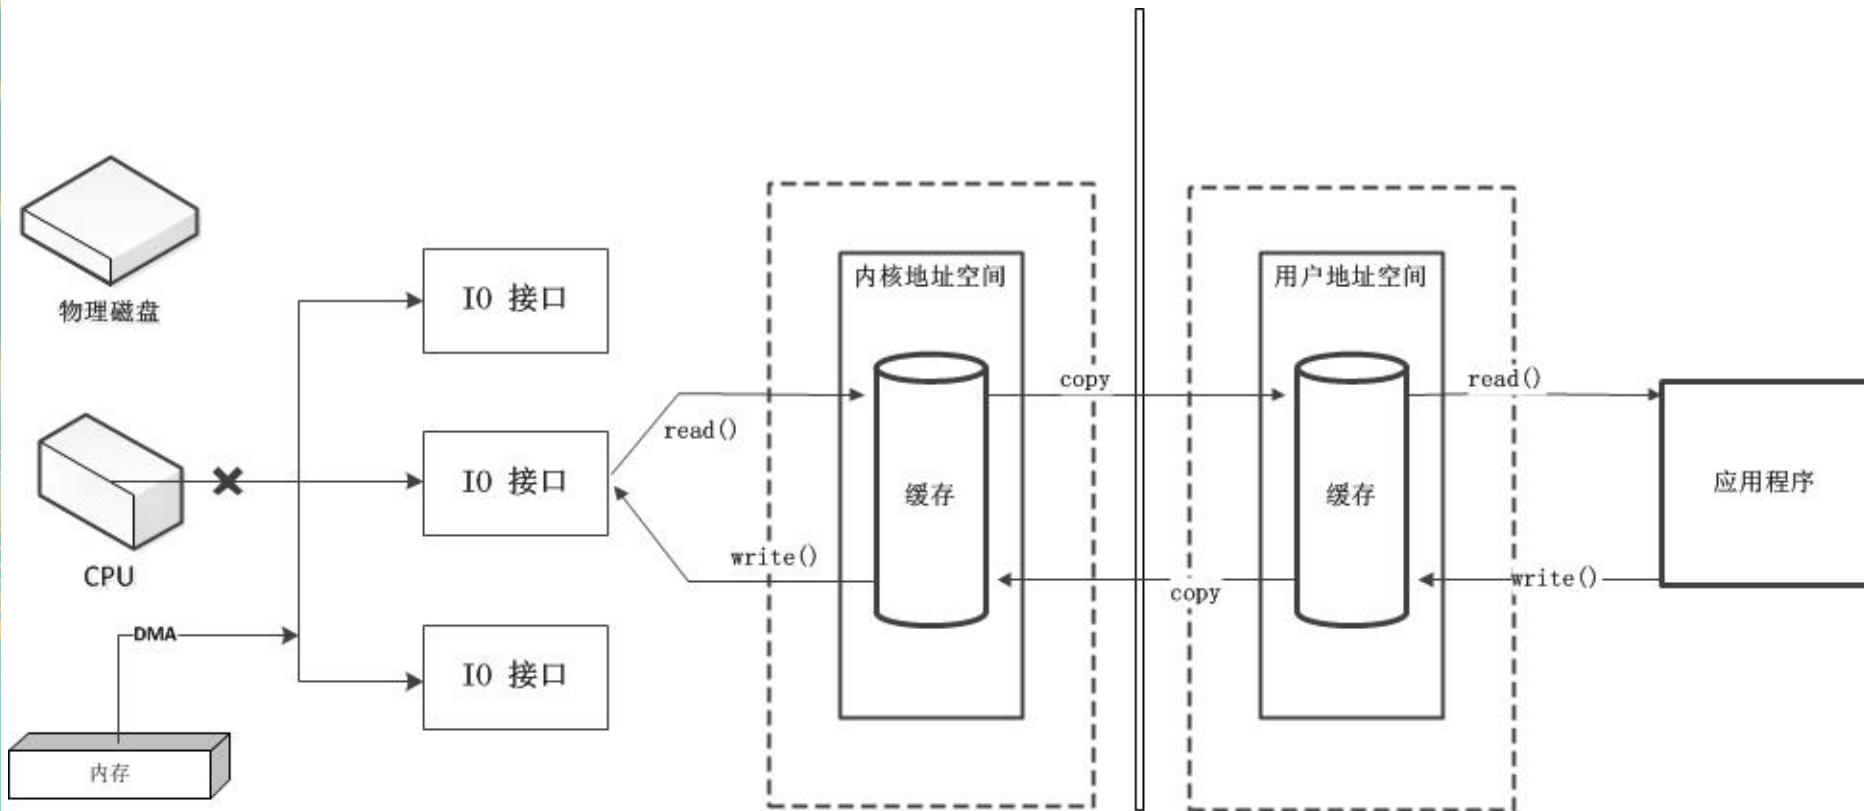 物理磁盘
CPU
DMA
内存
IO 接口
IO 接口
IO 接口
read()
write()
内核地址空间
缓存
copy
copy
用户地址空间
缓存
read()
write()
应用程序